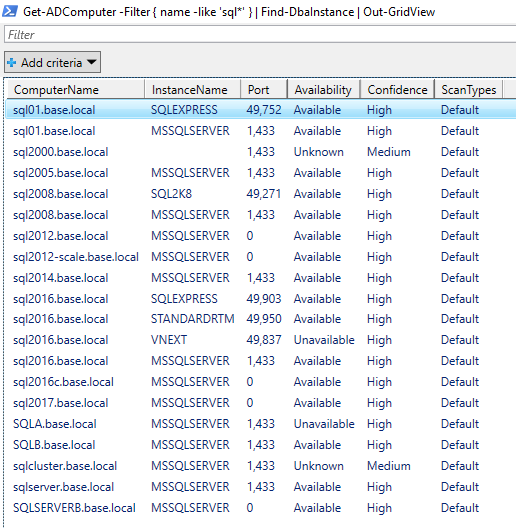 Get-ADComputer -Filter { name -like 'sql*' } | Find-DbaInstance | Out-GridView
Filter
Add criteria
ComputerName InstanceName Port Availability Confidence ScanTypes
sql01.base.local SQLEXPRESS 49,752 Available High Default
sql01.base.local MSSQLSERVER 1,433 Available High Default
sql2000.base.local 1,433 Unknown Medium Default
sql2005.base.local MSSQLSERVER 1,433 Available High Default
sql2008.base.local SQL2K8 49,271 Available High Default
sql2008.base.local MSSQLSERVER 1,433 Available High Default
sql2012.base.local MSSQLSERVER 0 Available High Default
sql2012-scale.base.local MSSQLSERVER 0 Available High Default
sql2014.base.local MSSQLSERVER 1,433 Available High Default
sql2016.base.local SQLEXPRESS 49,903 Available High Default
sql2016.base.local STANDARDRTM 49,950 Available High Default
sql2016.base.local VNEXT 49,837 Unavailable High Default
sql2016.base.local MSSQLSERVER 1,433 Available High Default
sql2016c.base.local MSSQLSERVER 0 Available High Default
sql2017.base.local MSSQLSERVER 0 Available High Default
SQLA.base.local MSSQLSERVER 1,433 Unavailable High Default
SQLB.base.local MSSQLSERVER 1,433 Available High Default
sqlcluster.base.local MSSQLSERVER 1,433 Unknown Medium Default
sqlserver.base.local MSSQLSERVER 1,433 Available High Default
SQLSERVERB.base.local MSSQLSERVER 0 Available High Default